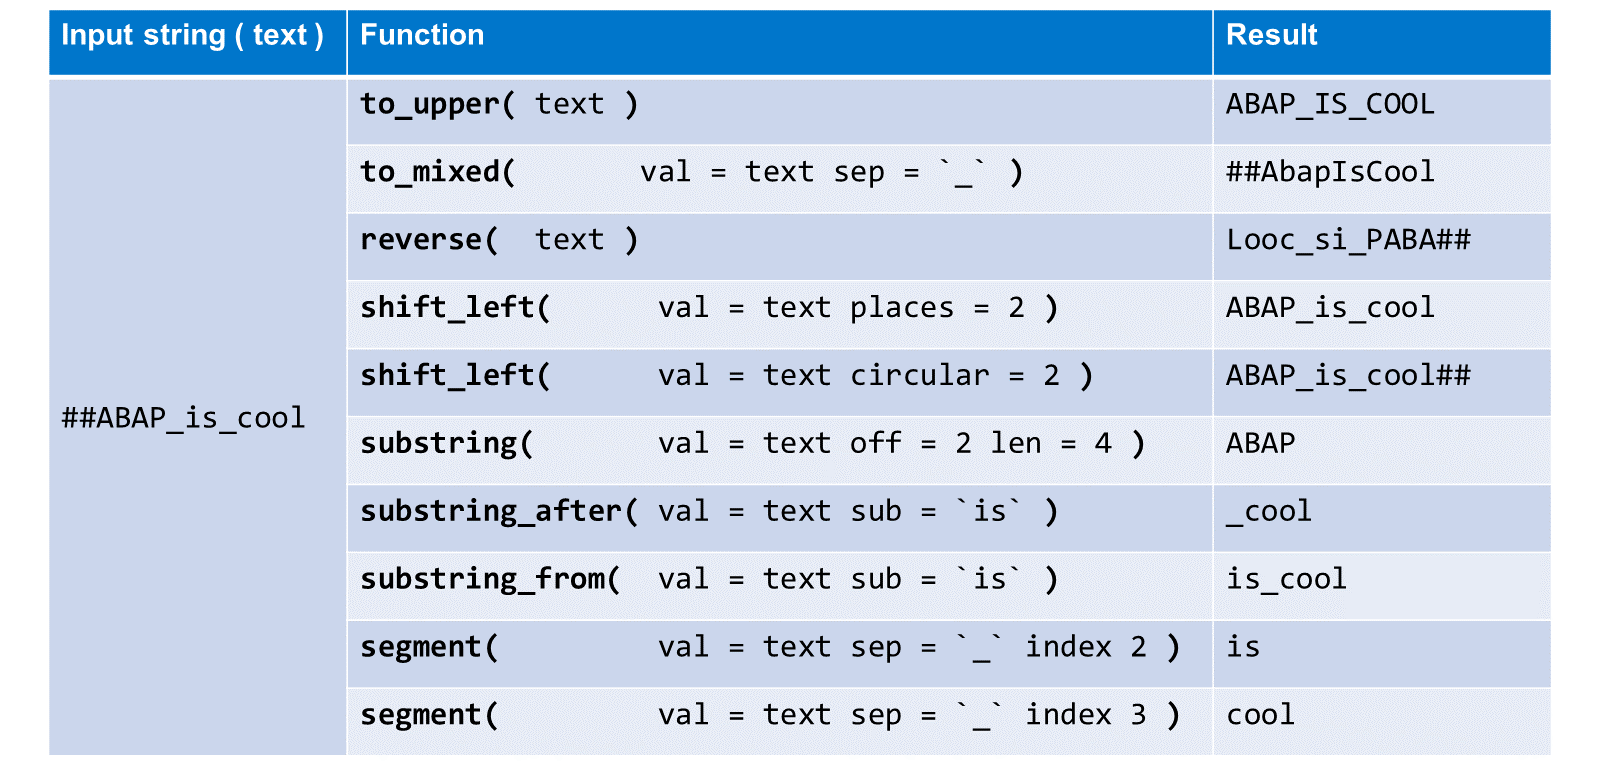 Input string ( text ) Function Result
to_upper( text ) ABAP_IS_COOL
to_mixed( val = text sep = `_` ) ##AbapIsCool
reverse( text ) Looc_si_PABA##
shift_left( val = text places = 2 ) ABAP_is_cool
shift_left( val = text circular = 2 ) ABAP_is_cool##
##ABAP_is_cool
substring( val = text off = 2 len = 4 ) ABAP
substring_after( val = text sub = `is` ) _cool
substring_from( val = text sub = `is` ) is_cool
segment( val = text sep = `_` index 2 ) is
segment( val = text sep = `_` index 3 ) cool